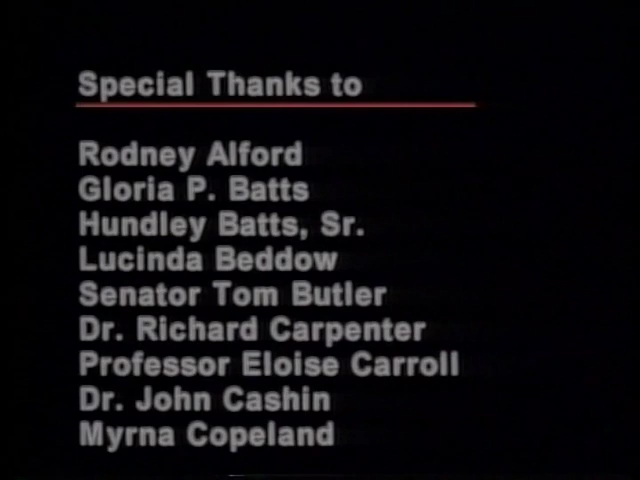 Special Thanks to
Rodney Alford
Gloria P. Batts
Hundley Batts, Sr.
Lucinda Beddow
Senator Tom Butler
Dr. Richard Carpenter
Professor Eloise Carroll
Dr. John Cashin
Myrna Copeland